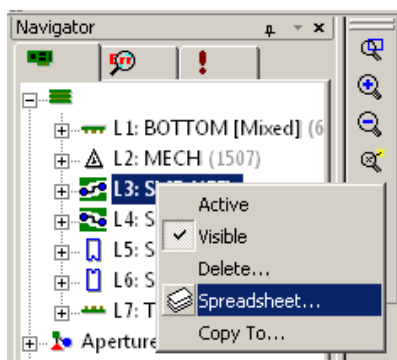 Navigator
Err
L1: BOTTOM [Mixed] (6
L2: MECH (1507)
L3:
L4: S
L5: S
L6: S
L7: T
Aperture
Active
Visible
Delete...
Spreadsheet...
Copy To...